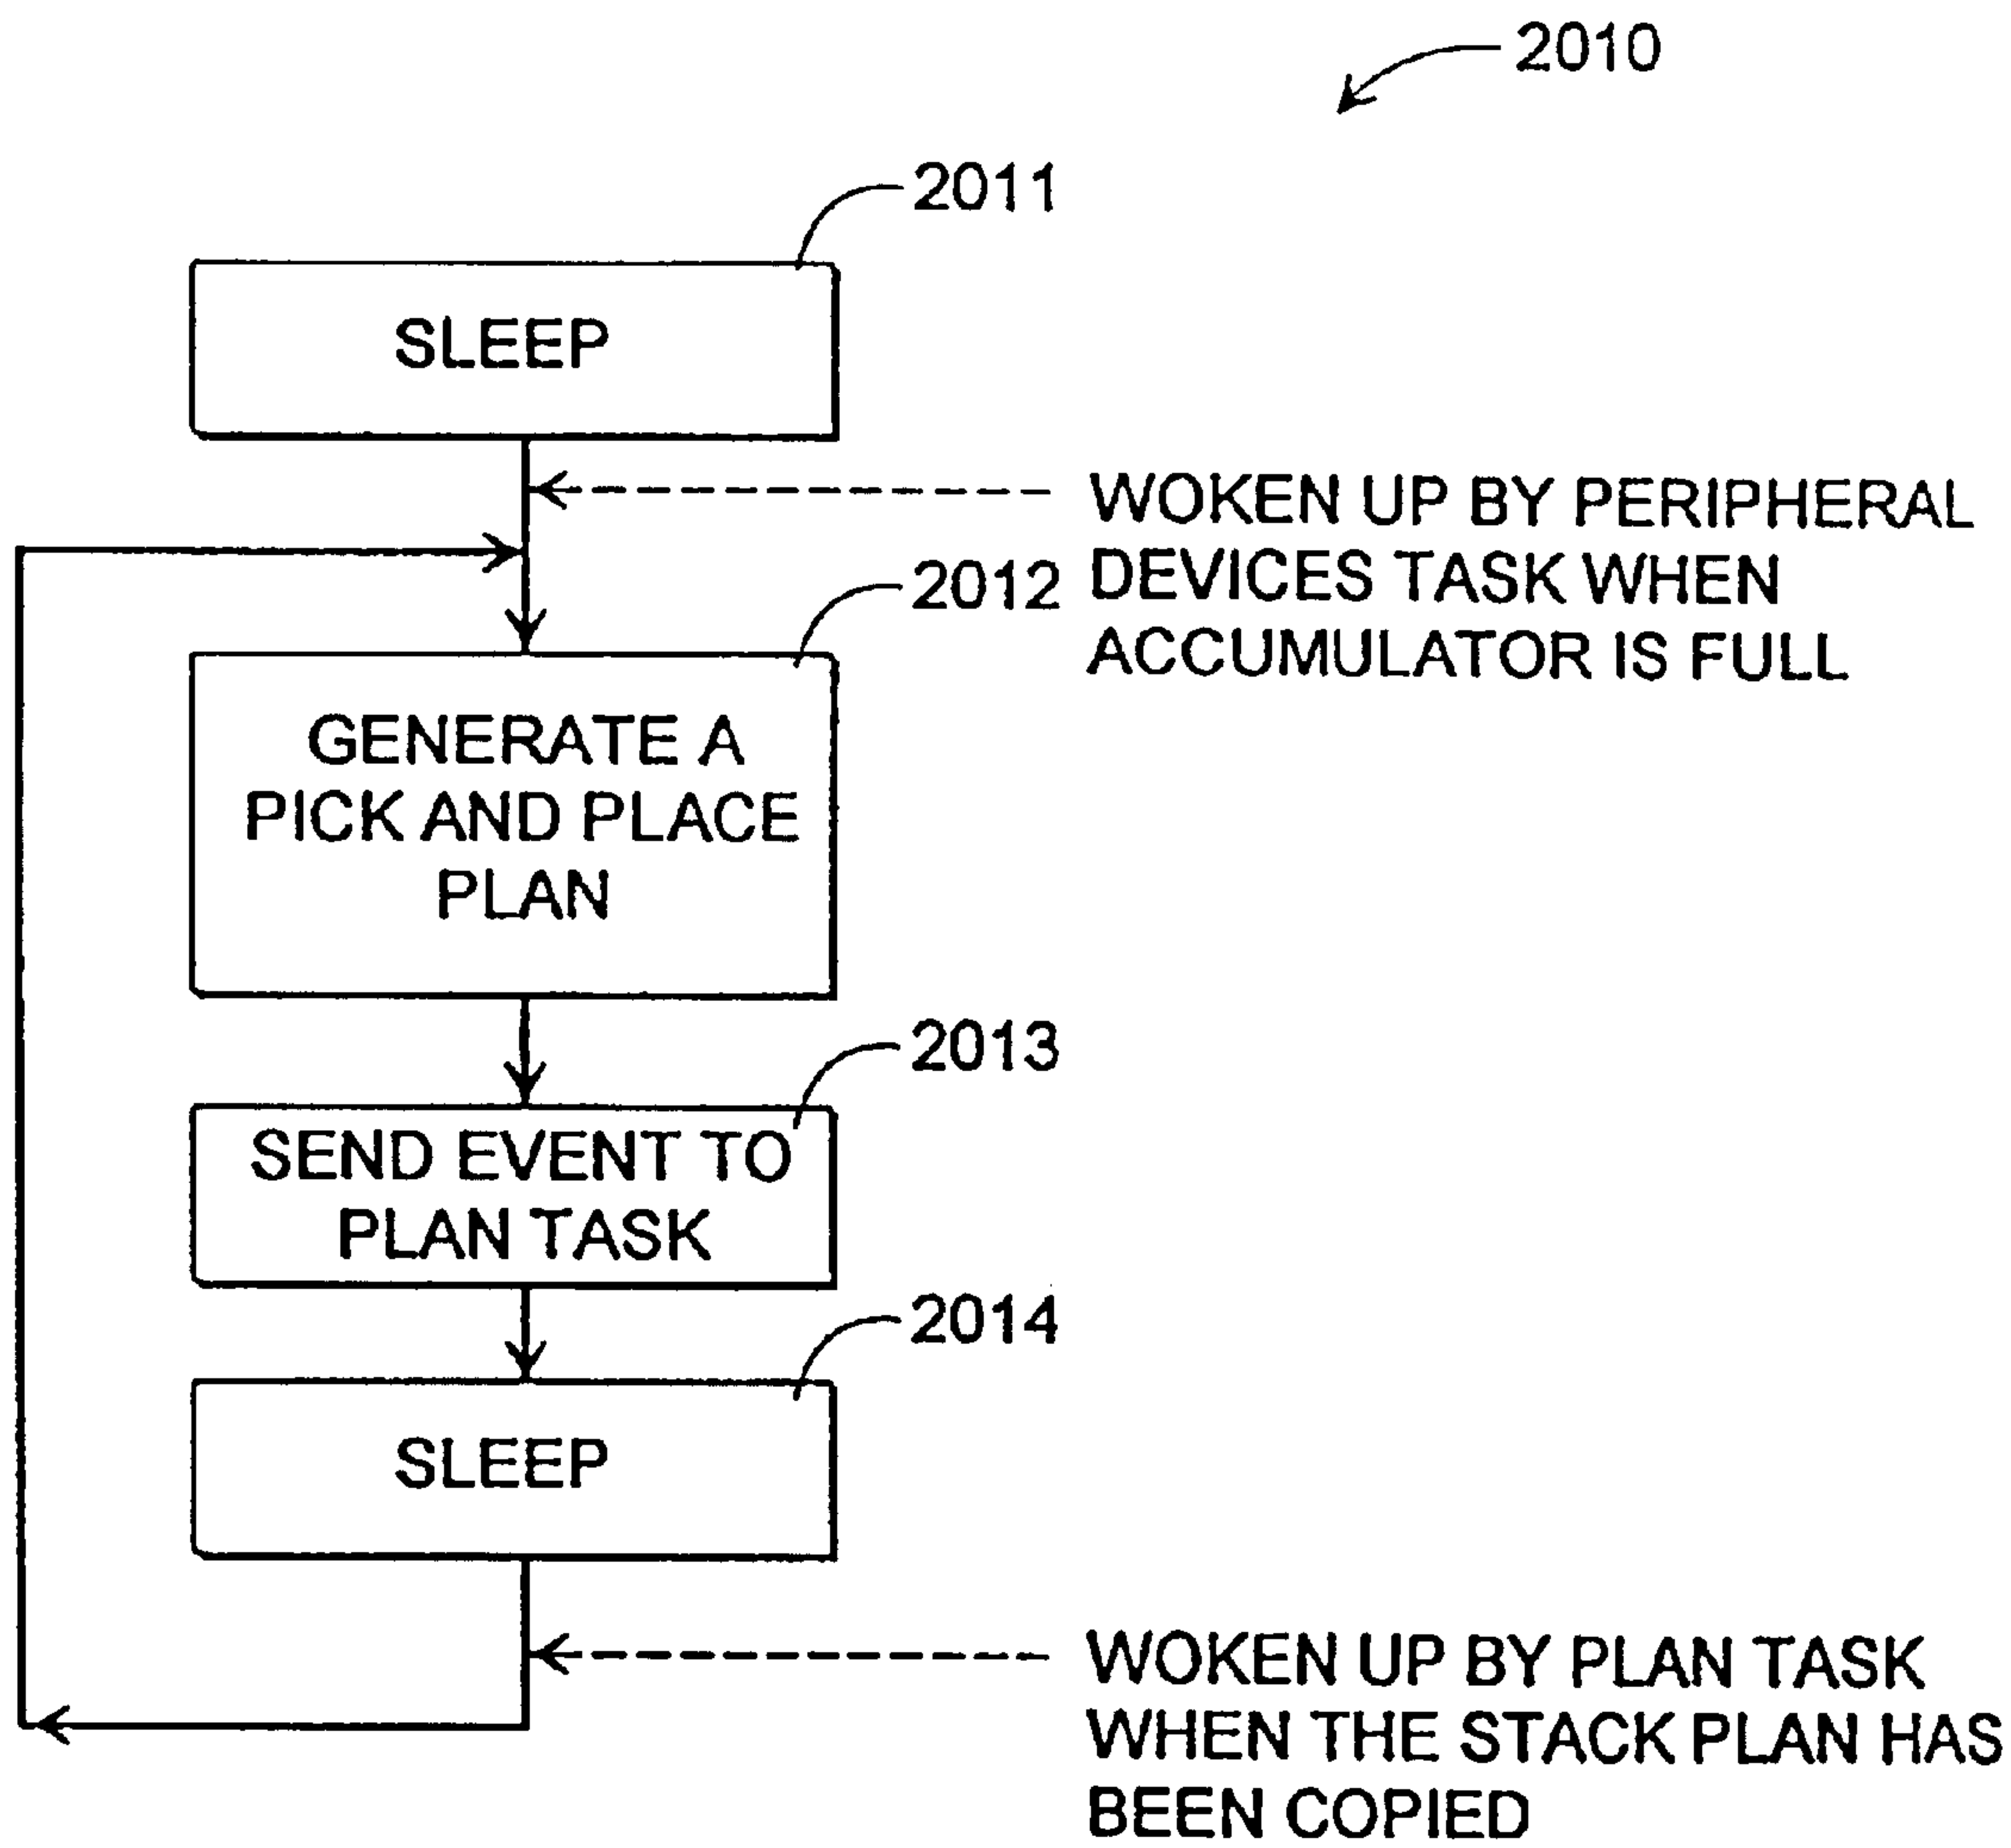 2010
2011
SLEEP
WOKEN UP BY PERIPHERAL
DEVICES TASK WHEN
ACCUMULATOR IS FULL
2012
GENERATE A
PICK AND PLACE
PLAN
2013
SEND EVENT TO
PLAN TASK
2014
SLEEP
WOKEN UP BY PLAN TASK
WHEN THE STACK PLAN HAS
BEEN COPIED